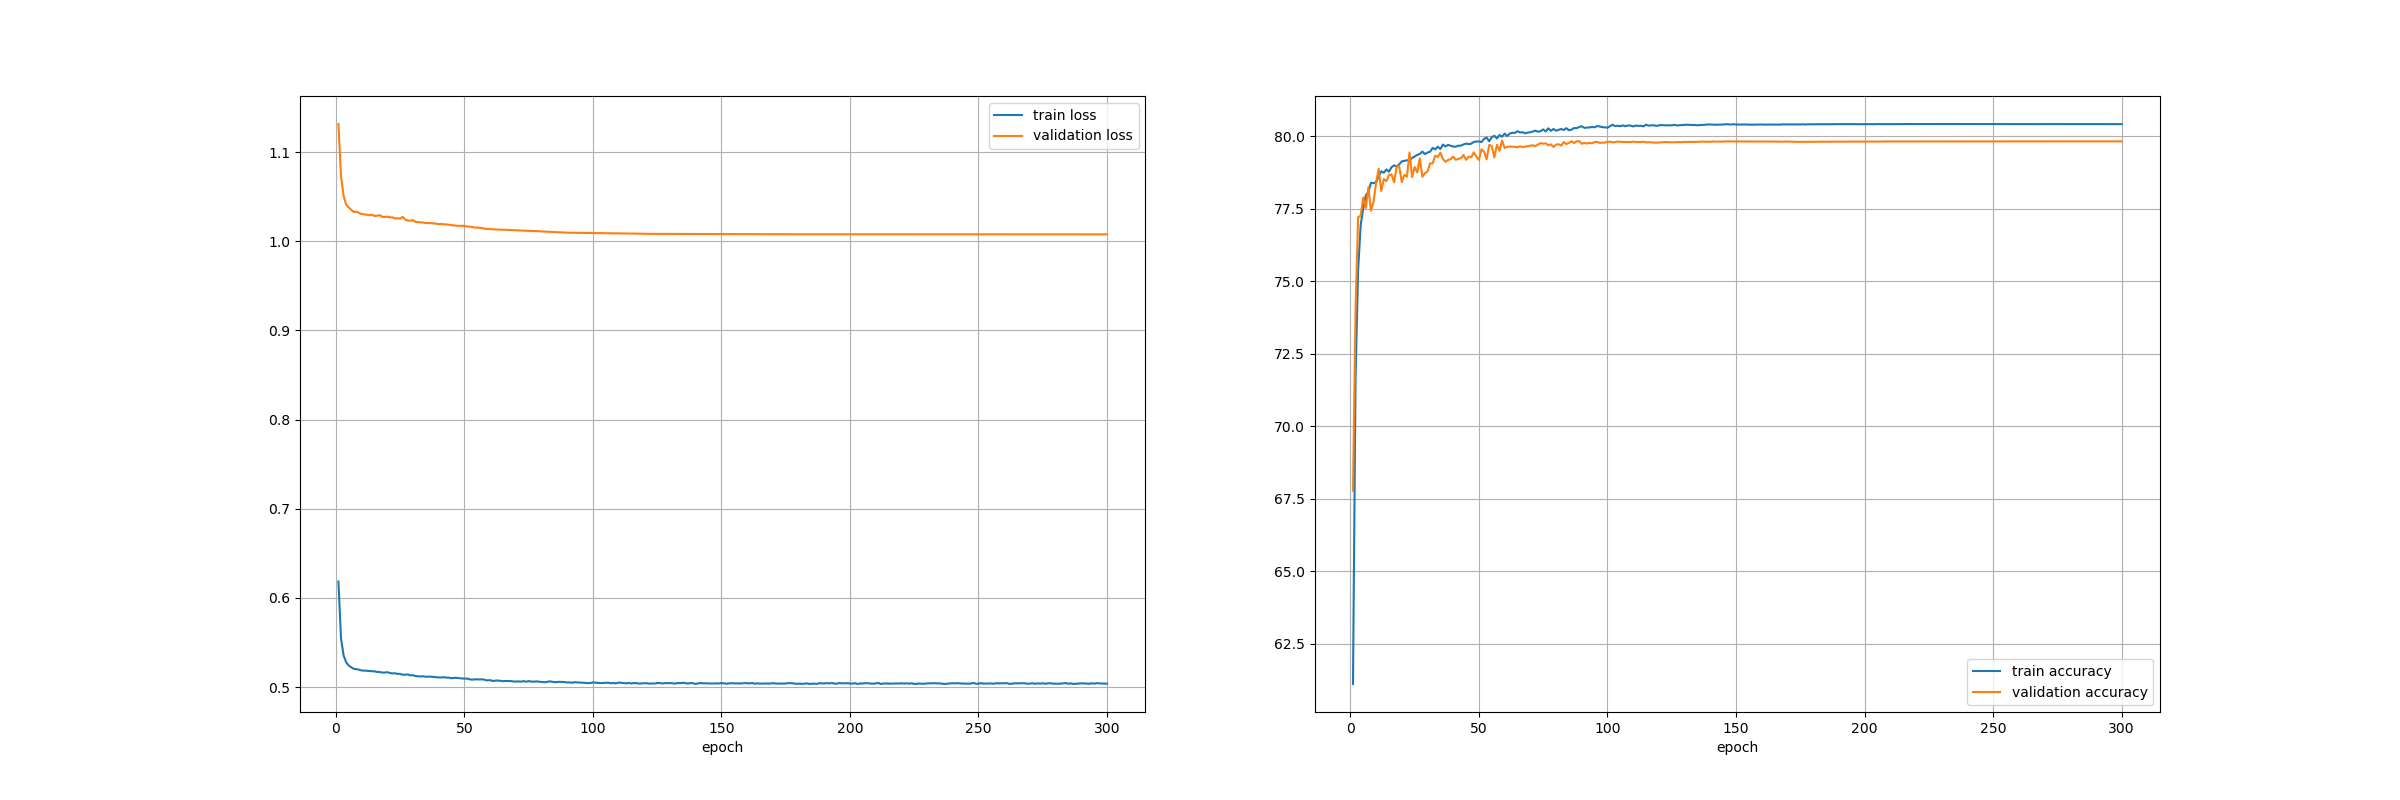 train loss
validation loss
1.1
1.0
0.9
0.8
0.7
0.6
0.5
0 50 100 150 200 250 300
epoch
80.0
77.5
75.0
72.5
70.0
67.5
65.0
62.5
train accuracy
validation accuracy
0 50 100 150 200 250 300
epoch